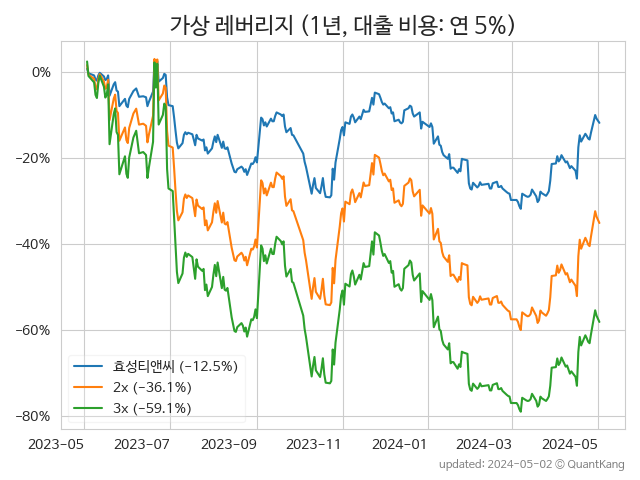 가상 레버리지 (1년, 대출 비용: 연 5%)
0%
−20%
−40%
−60%
−80%
효성티앤씨 (−12.5%)
2x (−36.1%)
3x (−59.1%)
2023-05 2023-07 2023-09 2023-11 2024-01 2024-03 2024-05
updated: 2024-05-02 © QuantKang